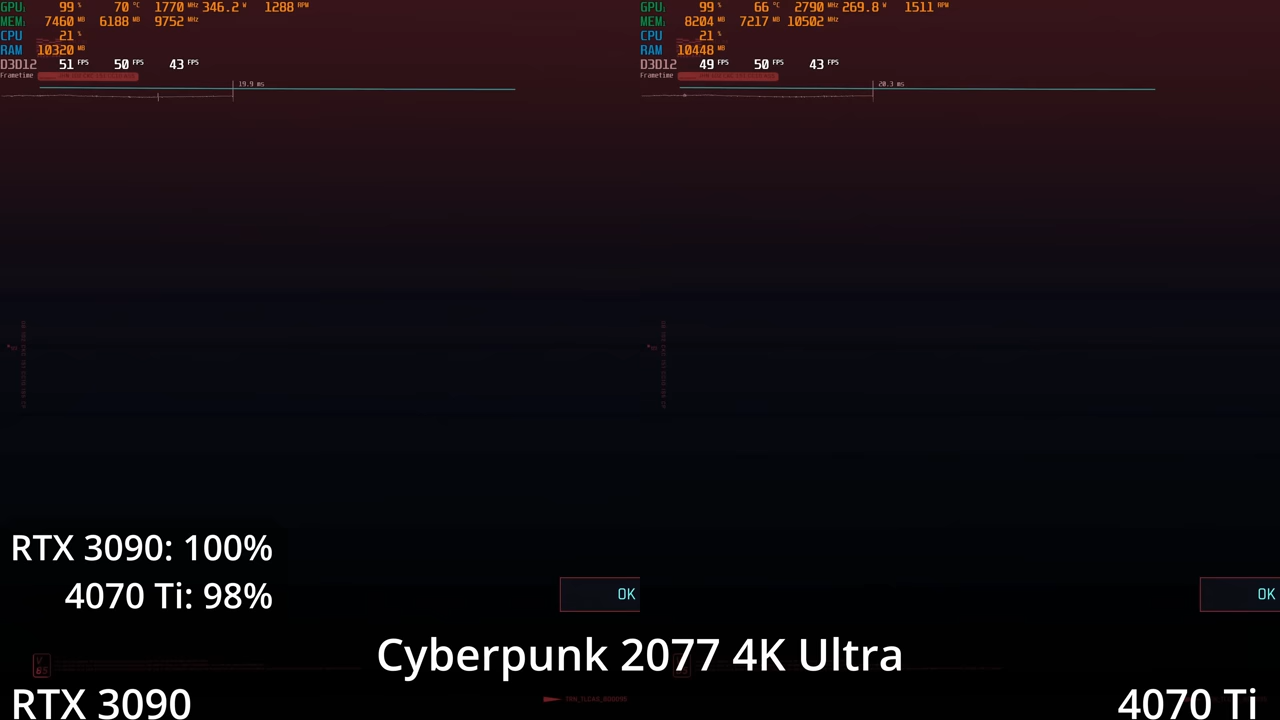 GPU 99 % 70 °C 1770 MHz 346.2 W 1288 RPM
MEM 7460 MB 6188 MB 9752 MHz
CPU 21 %
RAM 10320 MB
D3D12 51 FPS 50 FPS 43 FPS
Frametime
19.9 ms
GPU 99 % 66 °C 2790 MHz 269.8 W 1511 RPM
MEM 8204 MB 7217 MB 10502 MHz
CPU 21 %
RAM 10448 MB
D3D12 49 FPS 50 FPS 43 FPS
Frametime
20.3 ms
RTX 3090: 100%
4070 Ti: 98%
OK
OK
Cyberpunk 2077 4K Ultra
RTX 3090
4070 Ti